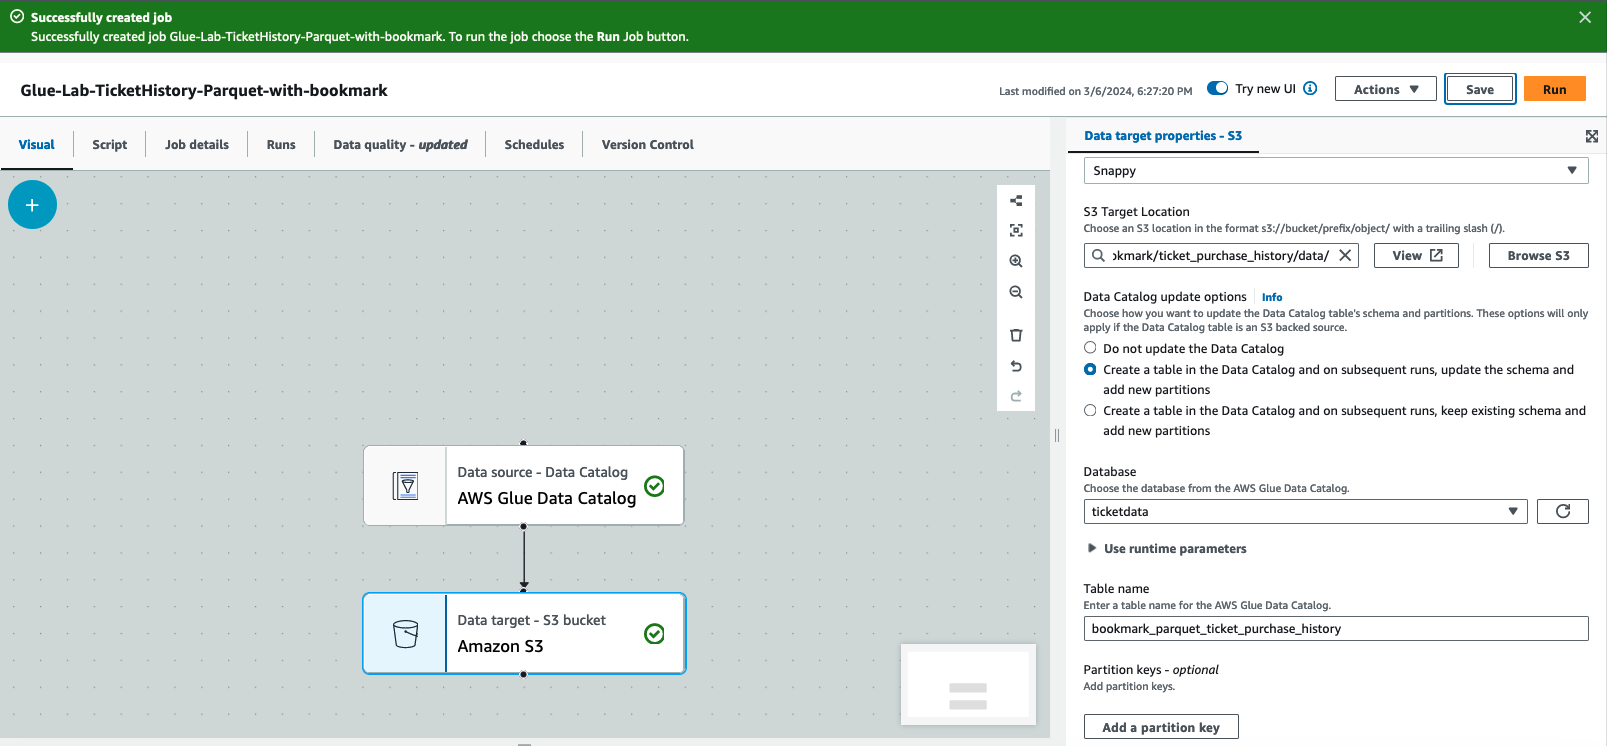 Successfully created job
Successfully created job Glue-Lab-TicketHistory-Parquet-with-bookmark. To run the job choose the Run Job button.
Glue-Lab-TicketHistory-Parquet-with-bookmark
Last modified on 3/6/2024, 6:27:20 PM
Try new UI
Actions
Save
Run
Visual
Script
Job details
Runs
Data quality - updated
Schedules
Version Control
Data source - Data Catalog
AWS Glue Data Catalog
Data target - S3 bucket
Amazon S3
Data target properties - S3
Snappy
S3 Target Location
Choose an S3 location in the format s3://bucket/prefix/object/ with a trailing slash (/).
okmark/ticket_purchase_history/data/
View
Browse S3
Data Catalog update options
Info
Choose how you want to update the Data Catalog table's schema and partitions. These options will only
apply if the Data Catalog table is an S3 backed source.
Do not update the Data Catalog
Create a table in the Data Catalog and on subsequent runs, update the schema and
add new partitions
Create a table in the Data Catalog and on subsequent runs, keep existing schema and
add new partitions
Database
Choose the database from the AWS Glue Data Catalog.
ticketdata
Use runtime parameters
Table name
Enter a table name for the AWS Glue Data Catalog.
bookmark_parquet_ticket_purchase_history
Partition keys - optional
Add partition keys.
Add a partition key